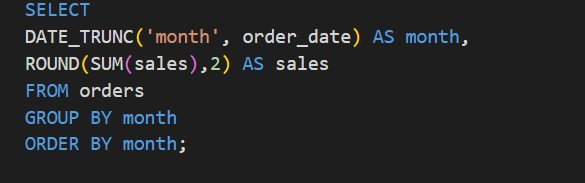 SELECT
DATE_TRUNC('month', order_date) AS month,
ROUND(SUM(sales),2) AS sales
FROM orders
GROUP BY month
ORDER BY month;